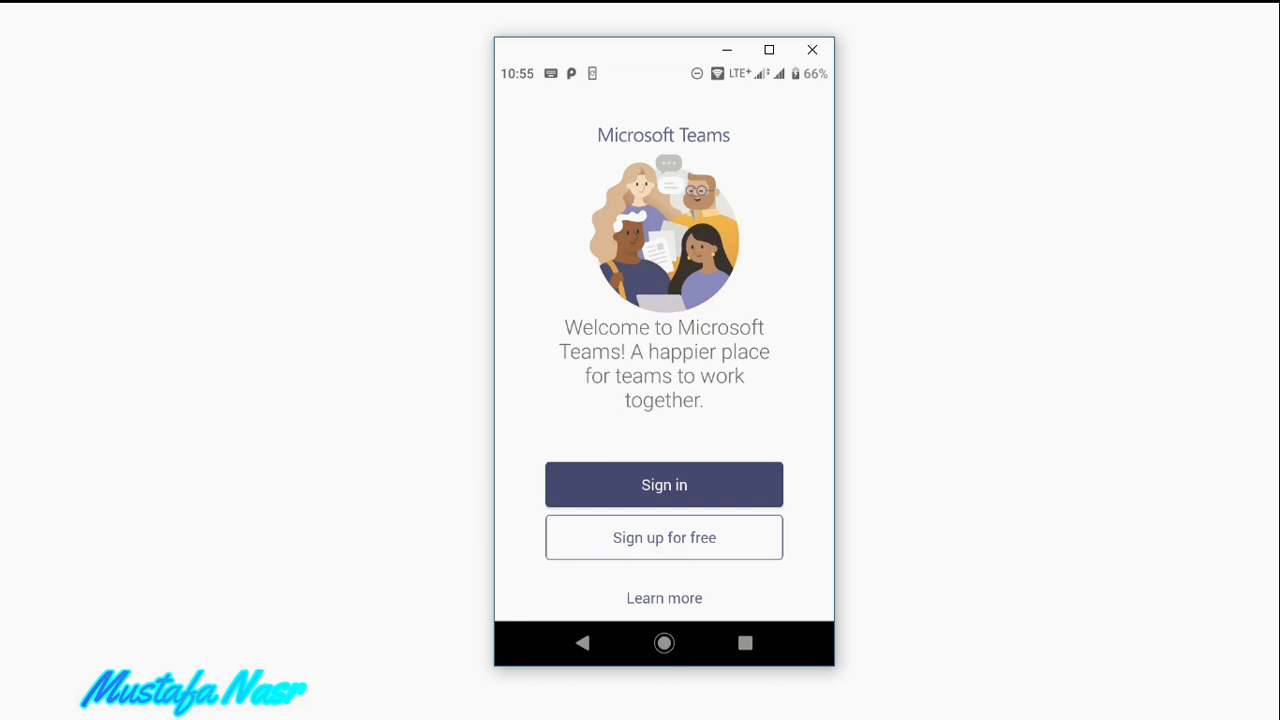 10:55 LTE+ 66%
Microsoft Teams
Welcome to Microsoft
Teams! A happier place
for teams to work
together.
Sign in
Sign up for free
Learn more
Mustafa Nasr